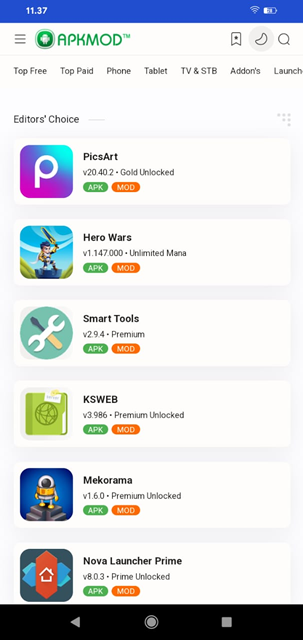 11.37
APKMOD™
Top Free Top Paid Phone Tablet TV & STB Addon's Launch
Editors' Choice
PicsArt
v20.40.2 • Gold Unlocked
APK MOD
Hero Wars
v1.147.000 • Unlimited Mana
APK MOD
Smart Tools
v2.9.4 • Premium
APK MOD
KSWEB
v3.986 • Premium Unlocked
APK MOD
Mekorama
v1.6.0 • Premium Unlocked
APK MOD
Nova Launcher Prime
v8.0.3 • Prime Unlocked
APK MOD